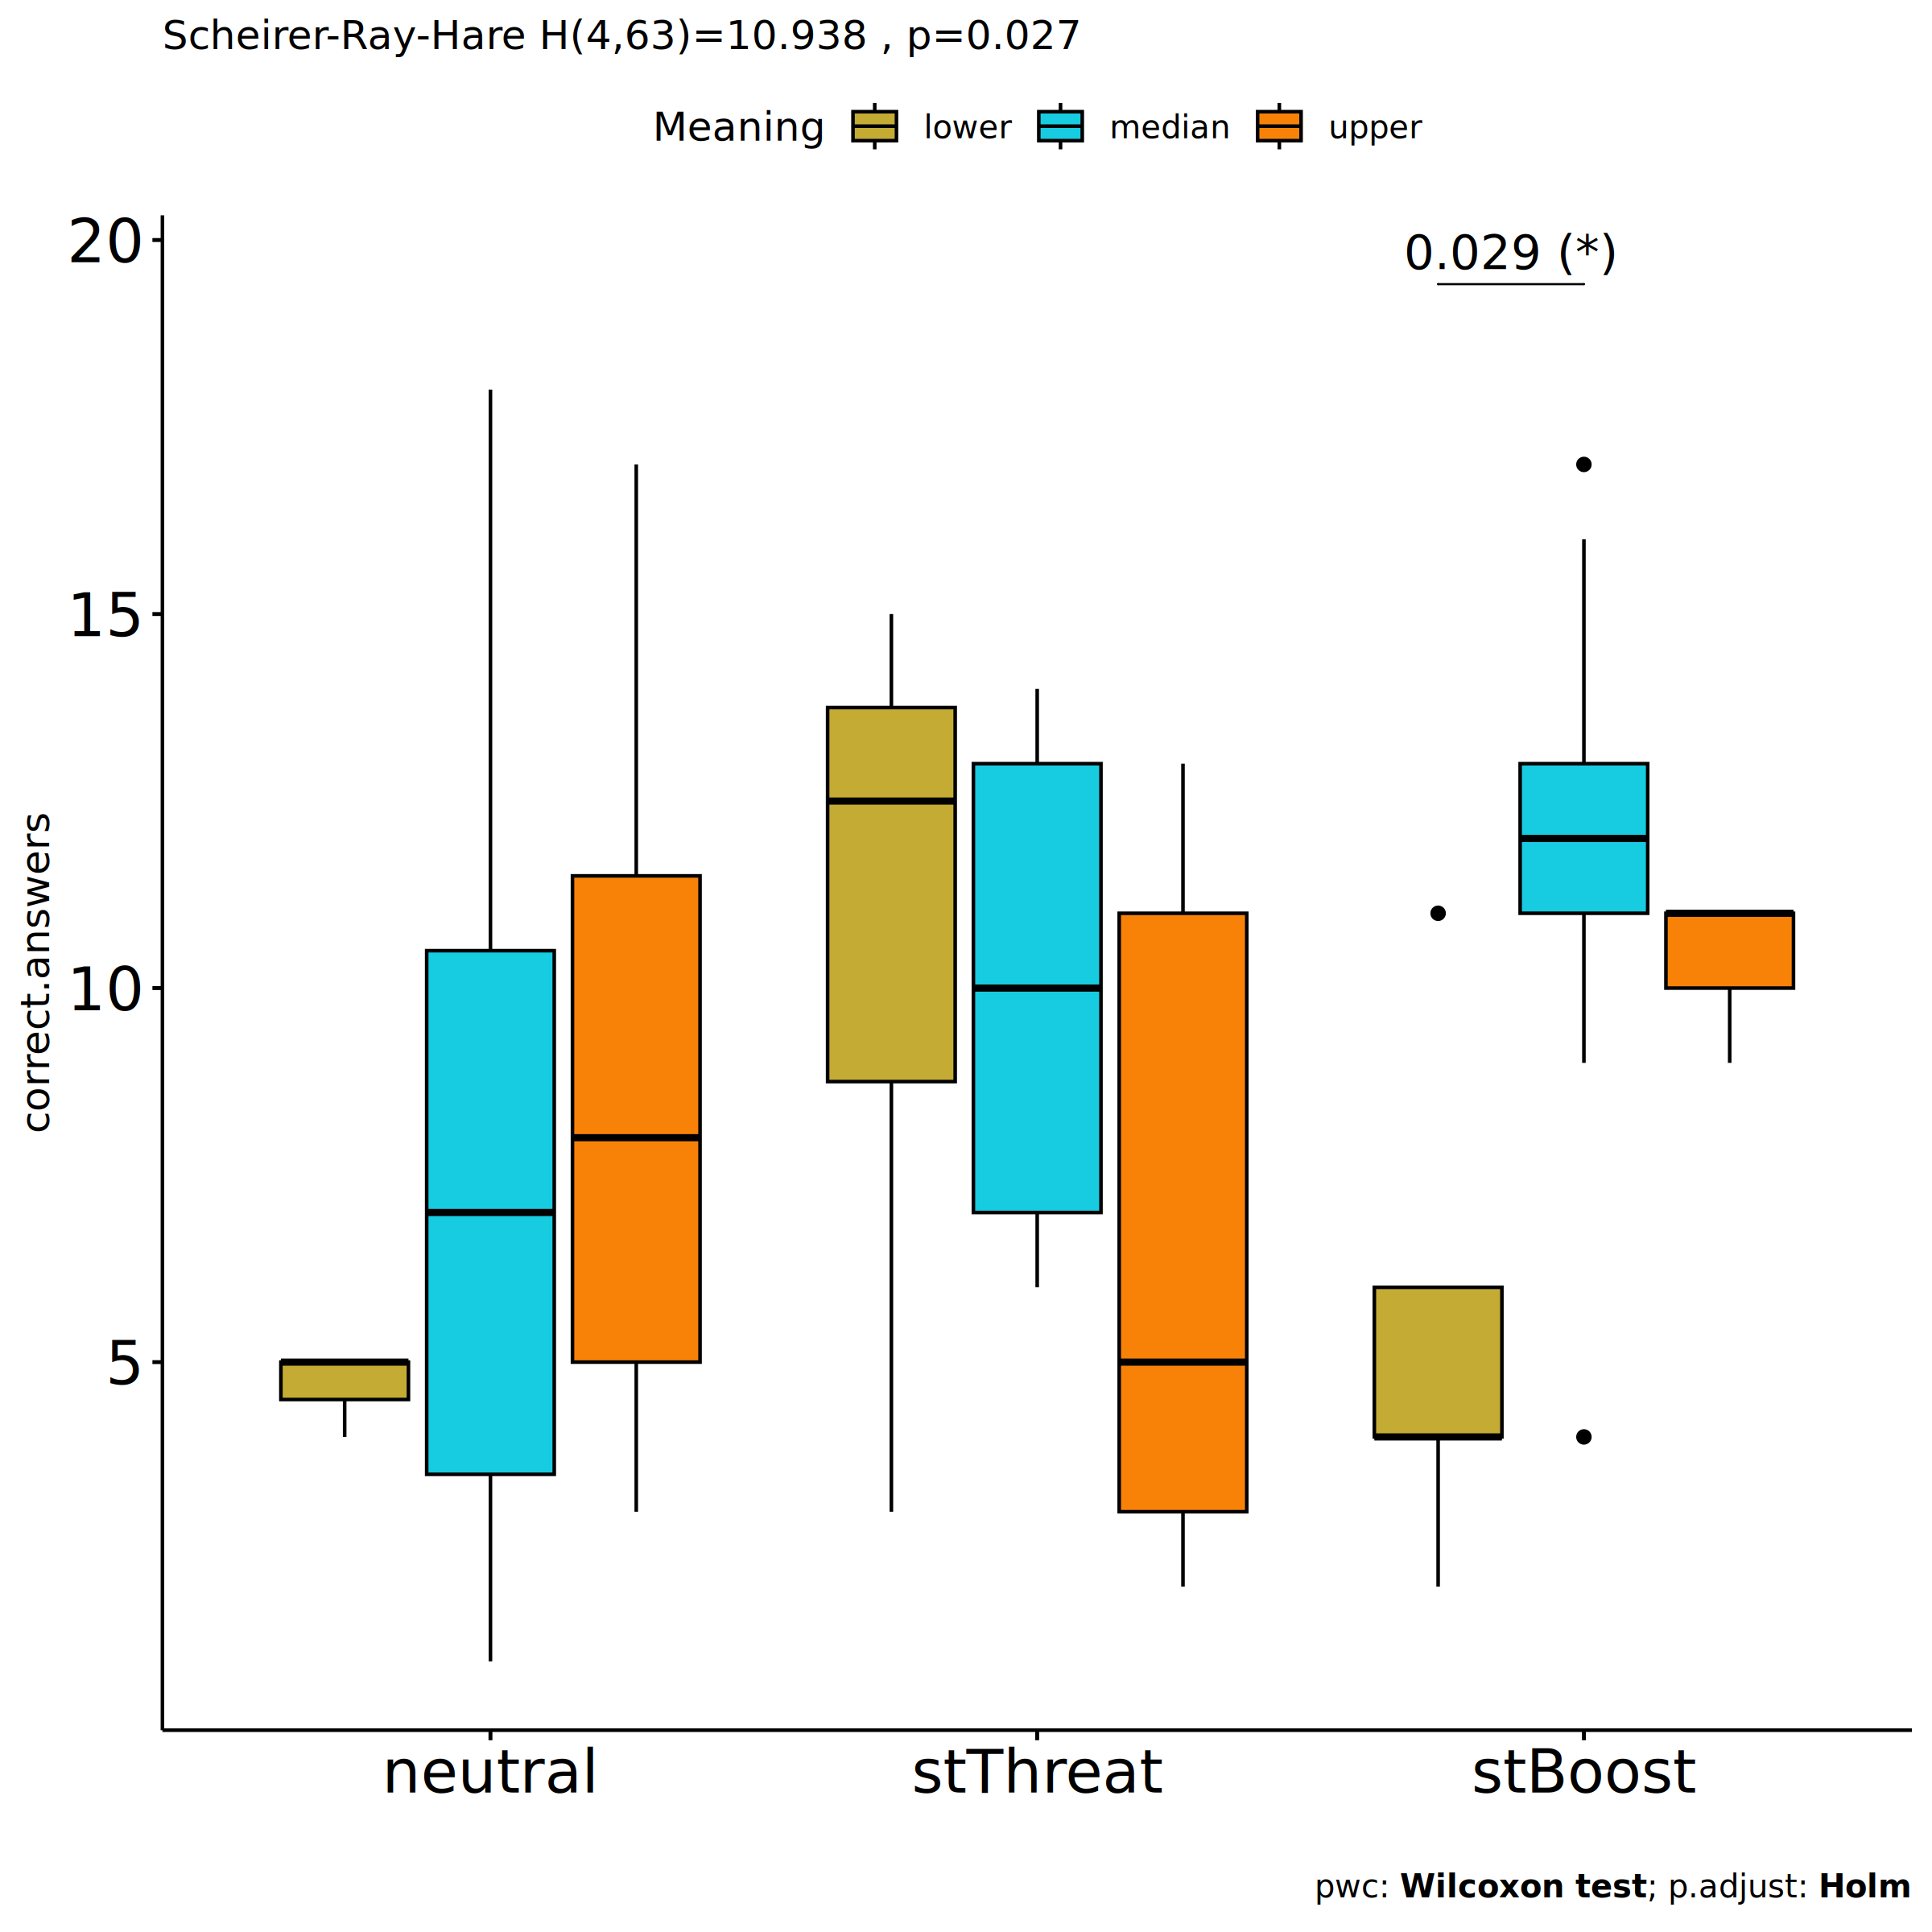 Scheirer-Ray-Hare H(4,63)=10.938 , p=0.027
Meaning lower median upper
20
0.029 (*)
15
10
5
correct.answers
neutral stThreat stBoost
pwc: Wilcoxon test; p.adjust: Holm